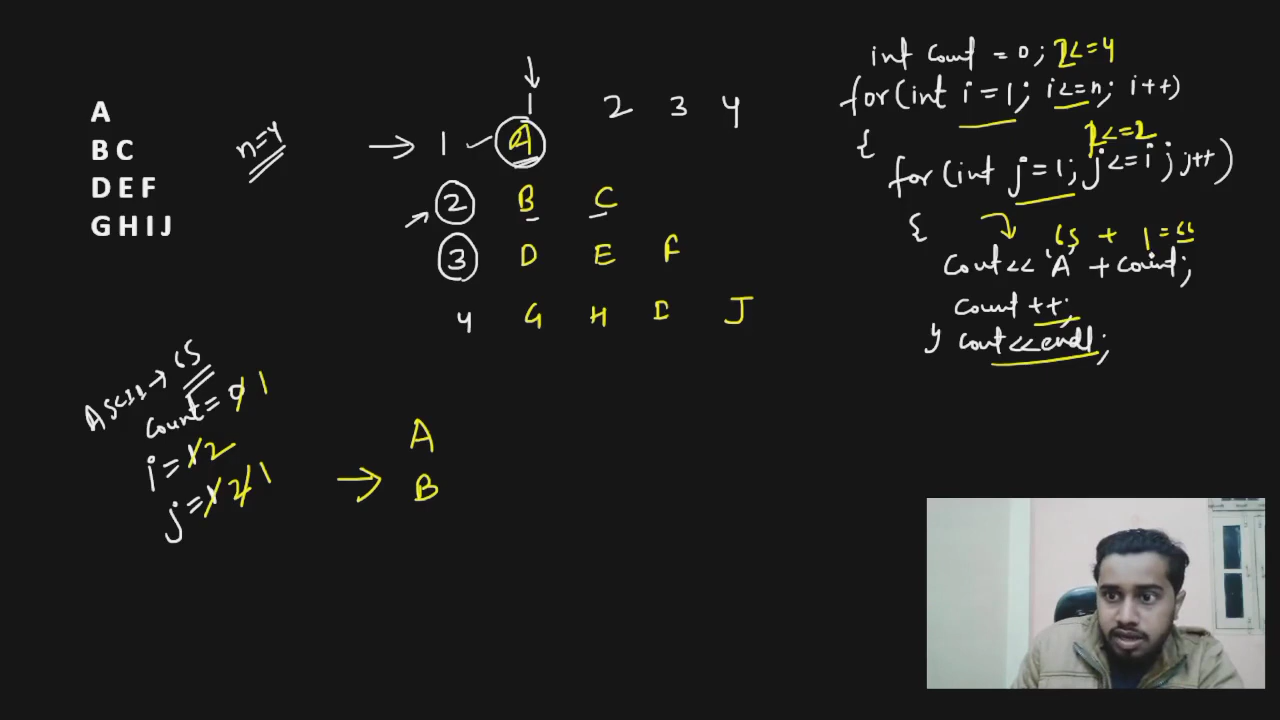 A
B C
D E F
G H I J
n=4
1 2 3 4
1 A
2 B C
3 D E F
4 G H I J
int count = 0; 2<=4
for(int i=1; i<=n; i++)
{
2<=2
for(int j=1; j<=i; j++)
{
65 + 1=66
cout<<'A' + count;
count ++;
} cout<<endl;
ASCII → 65
count = 0 1
i = 1 2
j = 1 2 1
→ A
B